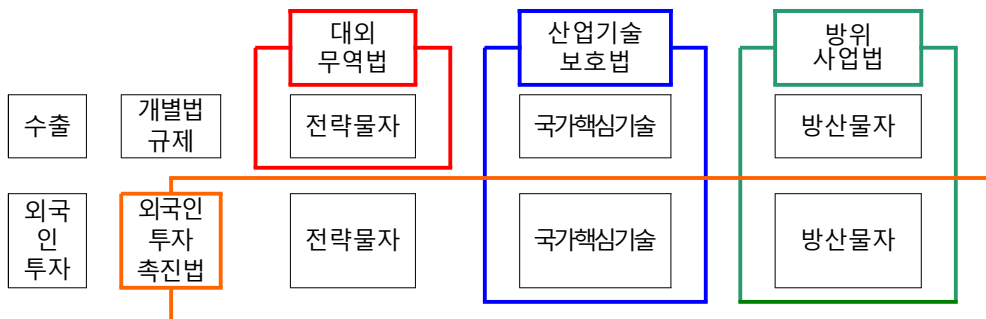 대외
무역법
산업기술
보호법
방위
사업법
수출
개별법
규제
전략물자
국가핵심기술
방산물자
외국
인
투자
외국인
투자
촉진법
전략물자
국가핵심기술
방산물자